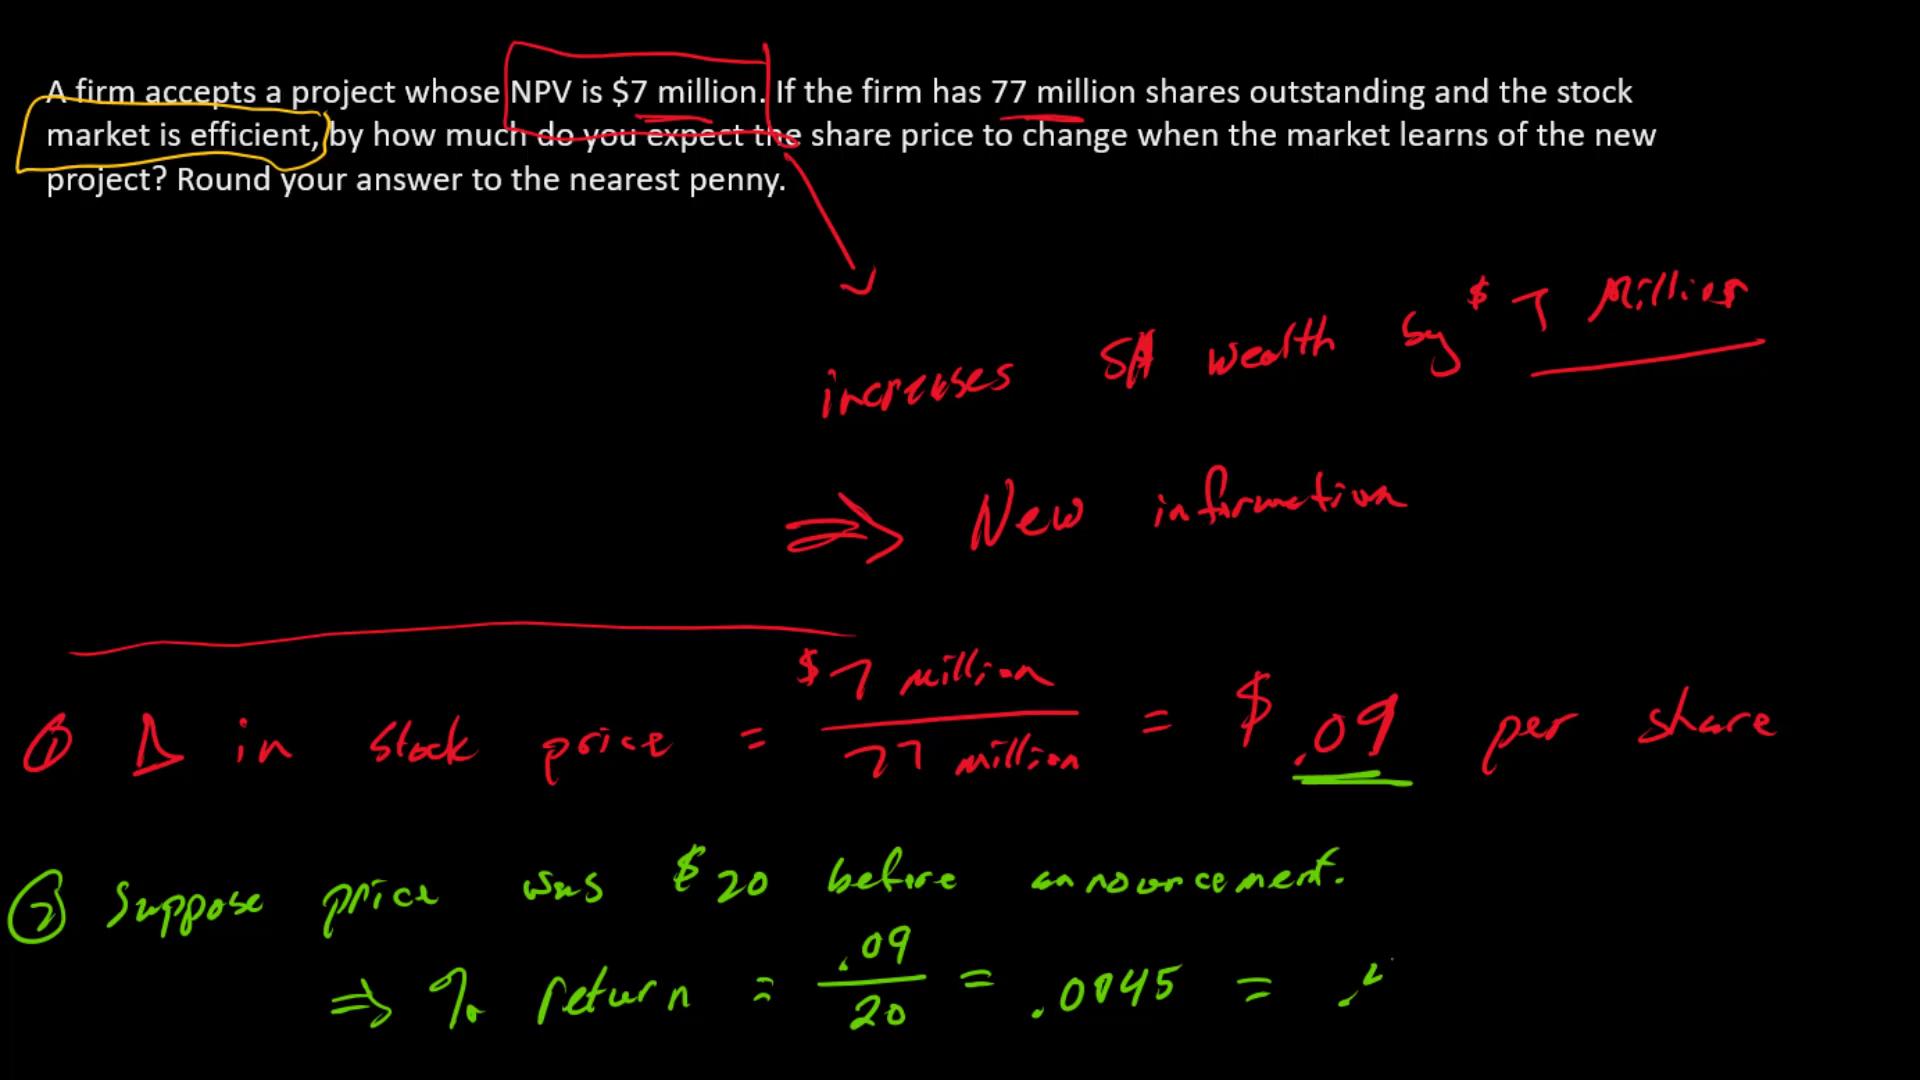 A firm accepts a project whose NPV is $7 million. If the firm has 77 million shares outstanding and the stock
market is efficient, by how much do you expect the share price to change when the market learns of the new
project? Round your answer to the nearest penny.
increases SH wealth by $7 Million
⇒ New information
① Δ in stock price = $7 million / 77 million = $.09 per share
② Suppose price was $20 before announcement.
⇒ % return = .09 / 20 = .0045 = .4